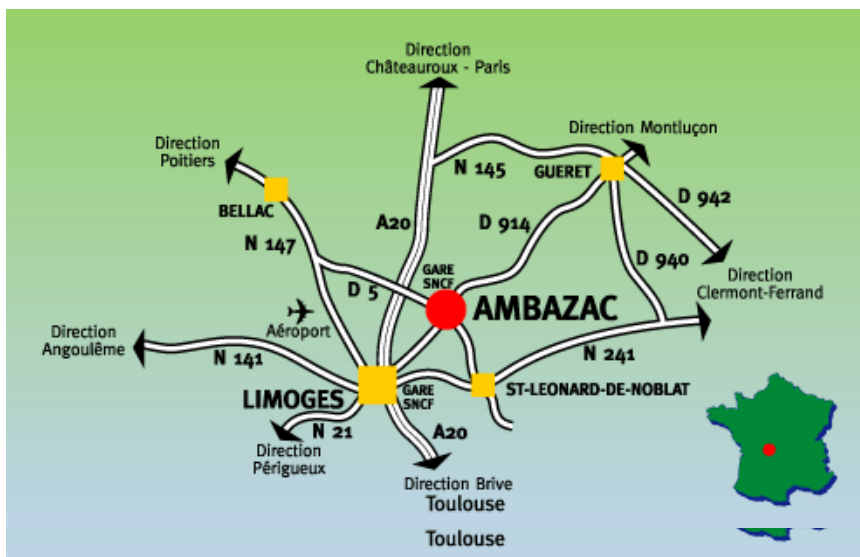 Direction
Châteauroux - Paris
Direction
Poitiers
Direction Montluçon
N 145
GUERET
D 942
BELLAC
A20
D 914
N 147
D 940
GARE
SNCF
D 5
AMBAZAC
Direction
Clermont-Ferrand
Aéroport
Direction
Angoulême
N 141
N 241
LIMOGES
GARE
SNCF
ST-LEONARD-DE-NOBLAT
N 21
A20
Direction
Périgueux
Direction Brive
Toulouse
Toulouse